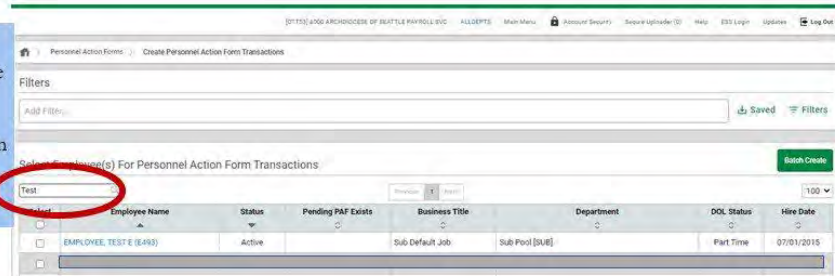 [OTT53] 6000 ARCHDIOCESE OF SEATTLE PAYROLL SVC ALLDEPTS Main Menu Account Security Secure Uploader (0) Help ESS Login Updates Log Out
Personnel Action Forms Create Personnel Action Form Transactions
Filters
Add Filter...
Saved Filters
Select Employee(s) For Personnel Action Form Transactions
Batch Create
Test
Previous 1 Next
100
Select Employee Name Status Pending PAF Exists Business Title Department DOL Status Hire Date
EMPLOYEE, TEST E (E493) Active Sub Default Job Sub Pool [SUB] Part Time 07/01/2015